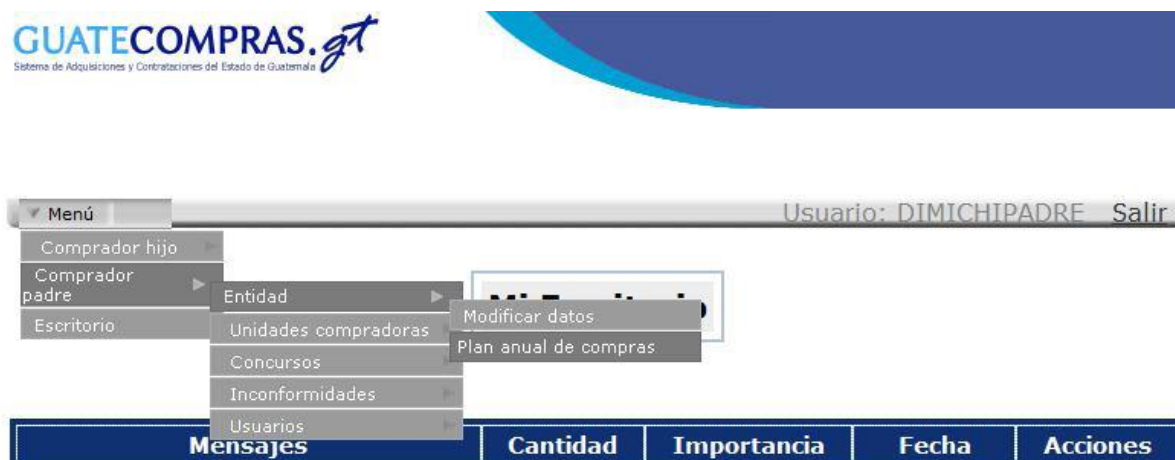 GUATECOMPRAS.gt
Sistema de Adquisiciones y Contrataciones del Estado de Guatemala
Menú
Usuario: DIMICHIPADRE Salir
Comprador hijo
Comprador
padre
Escritorio
Entidad
Unidades compradoras
Concursos
Inconformidades
Usuarios
Modificar datos
Plan anual de compras
Mensajes Cantidad Importancia Fecha Acciones